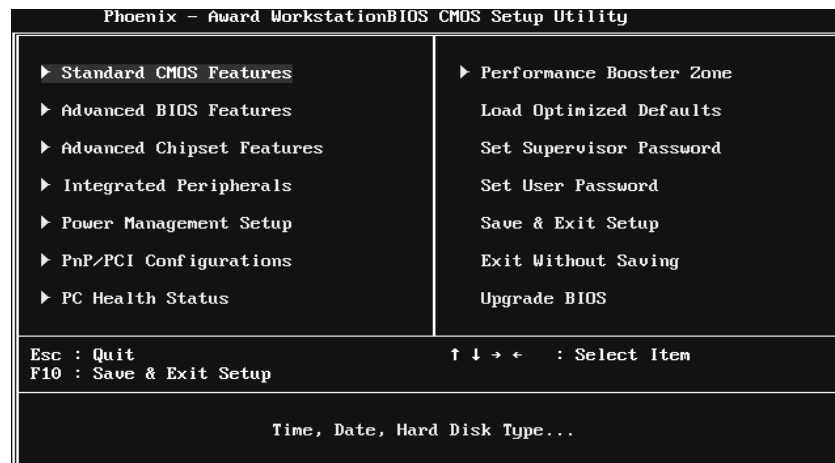 Phoenix – Award WorkstationBIOS CMOS Setup Utility
▶ Standard CMOS Features
▶ Advanced BIOS Features
▶ Advanced Chipset Features
▶ Integrated Peripherals
▶ Power Management Setup
▶ PnP/PCI Configurations
▶ PC Health Status
▶ Performance Booster Zone
Load Optimized Defaults
Set Supervisor Password
Set User Password
Save & Exit Setup
Exit Without Saving
Upgrade BIOS
Esc : Quit
F10 : Save & Exit Setup
↑ ↓ → ← : Select Item
Time, Date, Hard Disk Type...